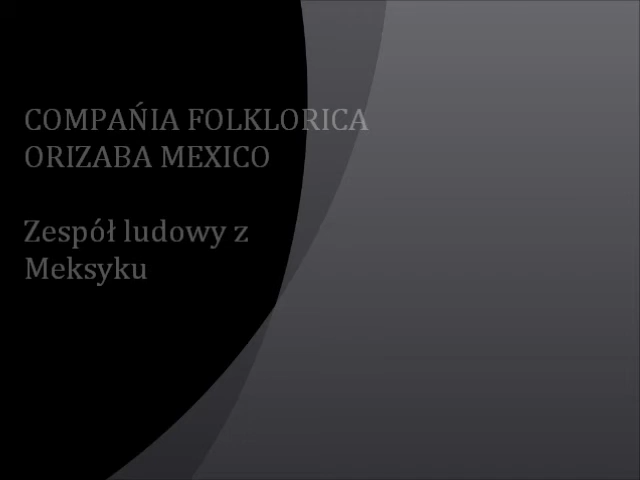 COMPAŃIA FOLKLORICA
ORIZABA MEXICO
Zespół ludowy z
Meksyku